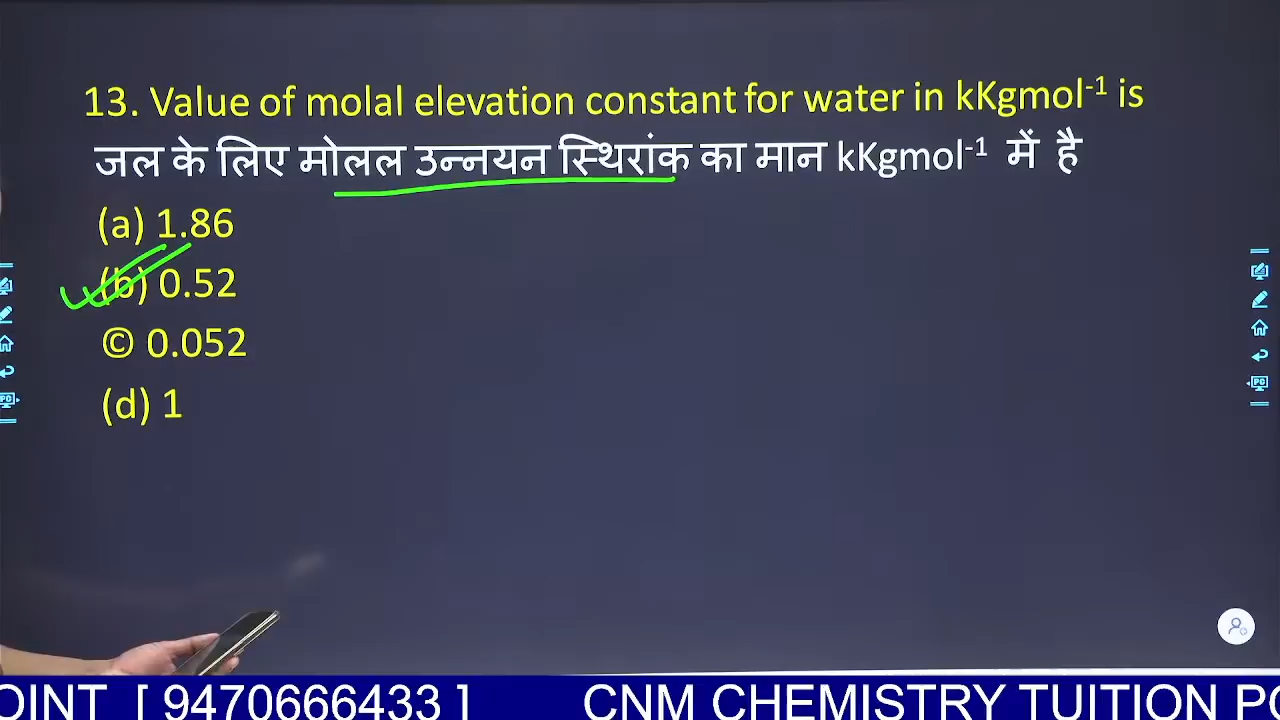 13. Value of molal elevation constant for water in kKgmol⁻¹ is
जल के लिए मोलल उन्नयन स्थिरांक का मान kKgmol⁻¹ में है
(a) 1.86
(b) 0.52
© 0.052
(d) 1
OINT [ 9470666433 ] CNM CHEMISTRY TUITION PO